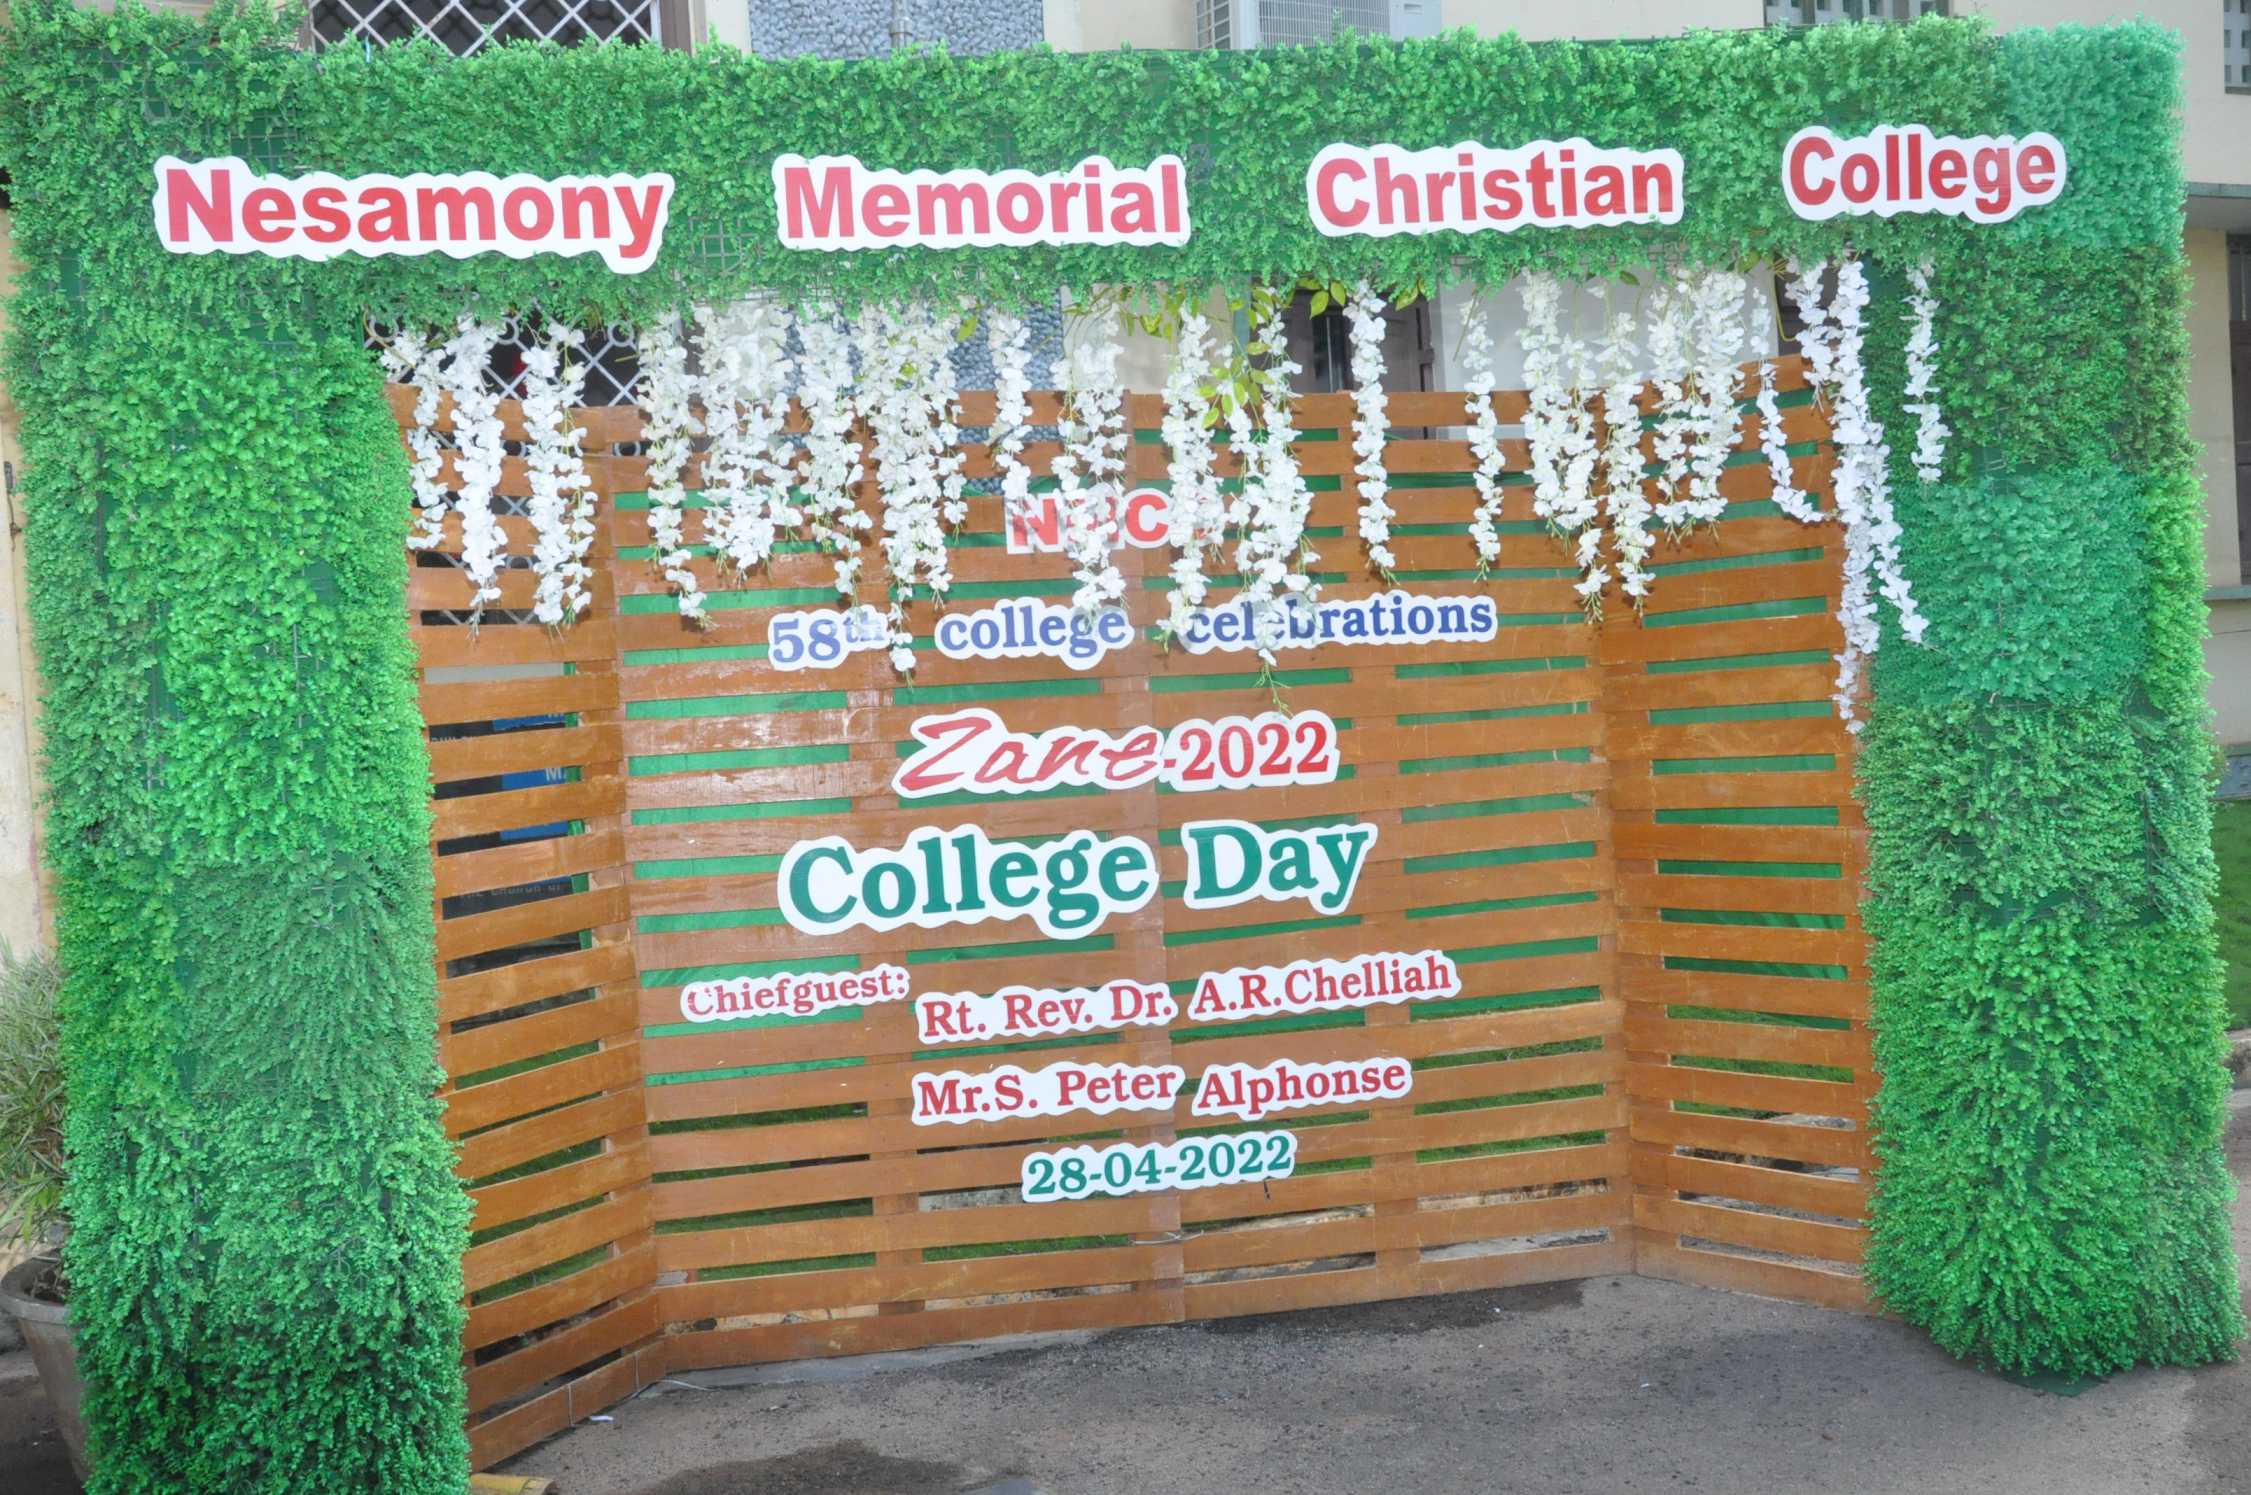 Nesamony Memorial Christian College
58th college celebrations
Zane-2022
College Day
Chiefguest: Rt. Rev. Dr. A.R.Chelliah
Mr.S. Peter Alphonse
28-04-2022